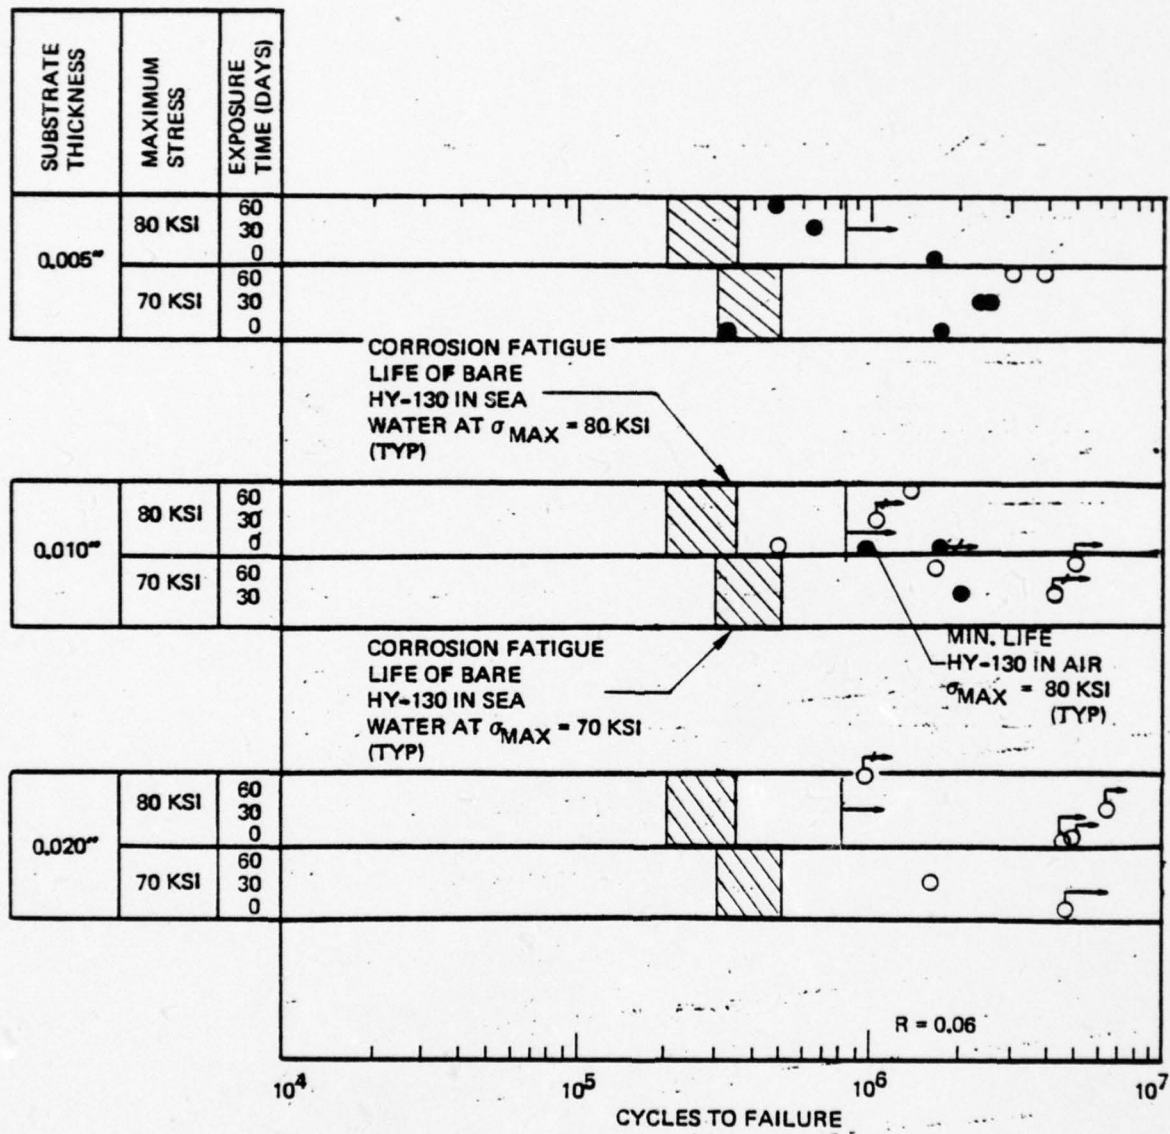 SUBSTRATE
THICKNESS
MAXIMUM
STRESS
EXPOSURE
TIME (DAYS)
0.005"
80 KSI
60
30
0
70 KSI
60
30
0
CORROSION FATIGUE
LIFE OF BARE
HY-130 IN SEA
WATER AT σMAX = 80 KSI
(TYP)
0.010"
80 KSI
60
30
0
70 KSI
60
30
CORROSION FATIGUE
LIFE OF BARE
HY-130 IN SEA
WATER AT σMAX = 70 KSI
(TYP)
MIN. LIFE
HY-130 IN AIR
σMAX = 80 KSI
(TYP)
0.020"
80 KSI
60
30
0
70 KSI
60
30
0
R = 0.06
10⁴ 10⁵ 10⁶ 10⁷
CYCLES TO FAILURE